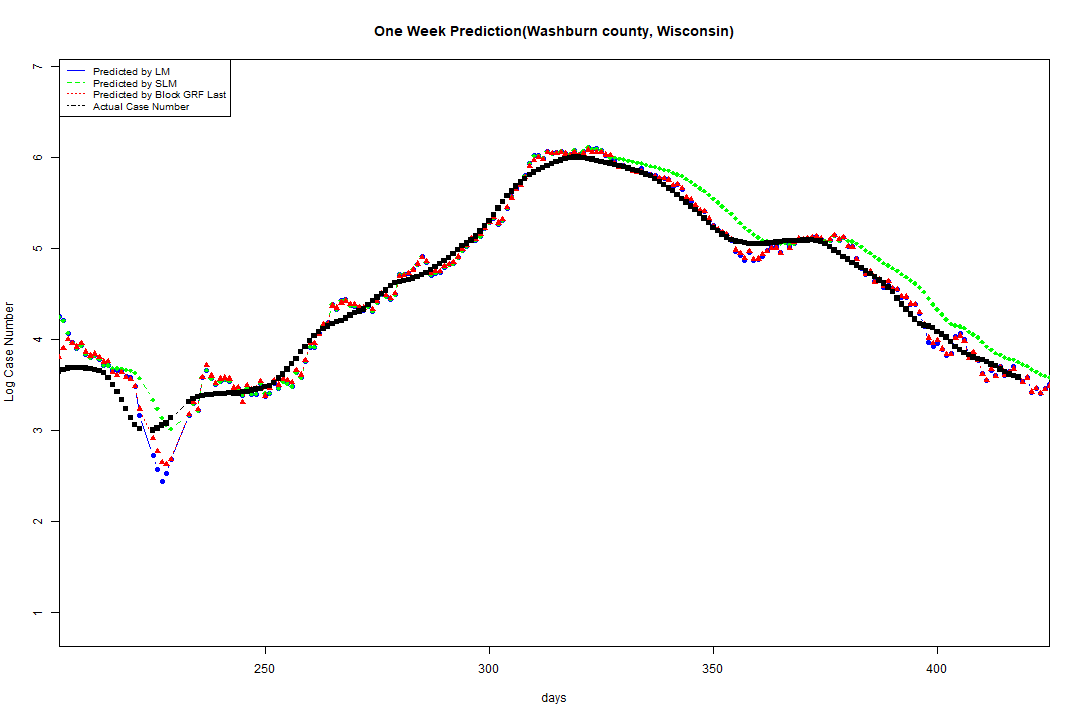 One Week Prediction(Washburn county, Wisconsin)
Predicted by LM
Predicted by SLM
Predicted by Block GRF Last
Actual Case Number
7
6
5
4
3
2
1
Log Case Number
250
300
350
400
days